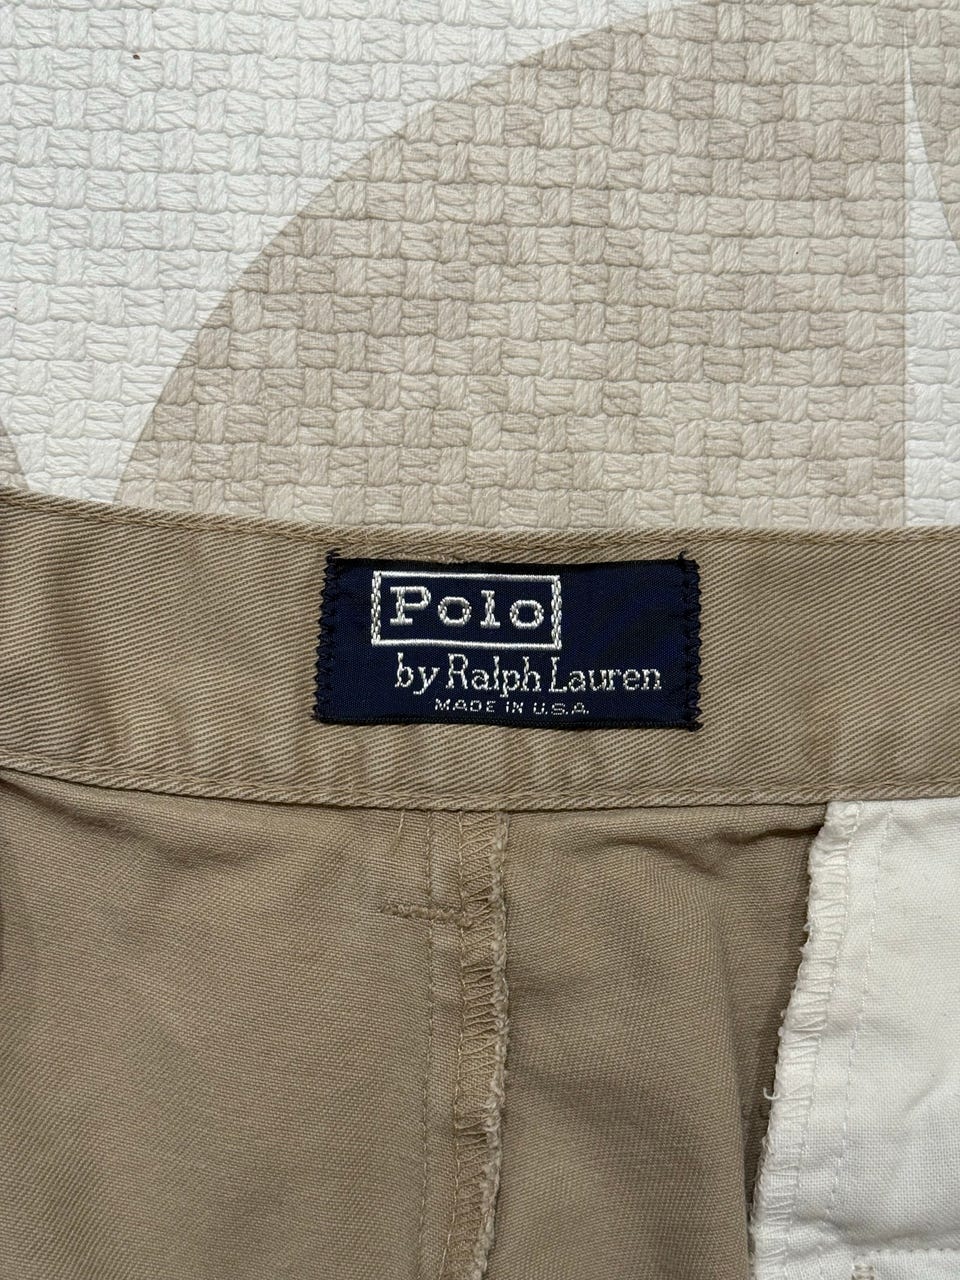 Polo
by Ralph Lauren
MADE IN U.S.A.